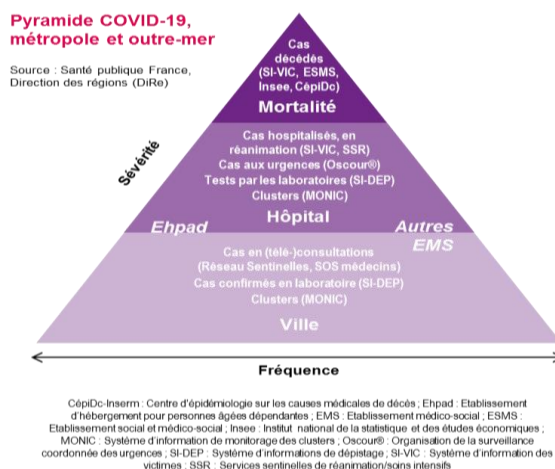 Pyramide COVID-19,
métropole et outre-mer
Source : Santé publique France,
Direction des régions (DiRe)
Cas
décédés
(SI-VIC, ESMS,
Insee, CépiDc)
Mortalité
Sévérité
Cas hospitalisés, en
réanimation (SI-VIC, SSR)
Cas aux urgences (Oscour®)
Tests par les laboratoires (SI-DEP)
Clusters (MONIC)
Hôpital
Ehpad
Autres
EMS
Cas en (télé-)consultations
(Réseau Sentinelles, SOS médecins)
Cas confirmés en laboratoire (SI-DEP)
Clusters (MONIC)
Ville
Fréquence
CépiDc-Inserm : Centre d'épidémiologie sur les causes médicales de décès ; Ehpad : Etablissement
d'hébergement pour personnes âgées dépendantes ; EMS : Etablissement médico-social ; ESMS :
Etablissement social et médico-social ; Insee : Institut national de la statistique et des études économiques ;
MONIC : Système d'information de monitorage des clusters ; Oscour® : Organisation de la surveillance
coordonnée des urgences ; SI-DEP : Système d'informations de dépistage ; SI-VIC : Système d'information des
victimes ; SSR : Services sentinelles de réanimation/soins intensifs